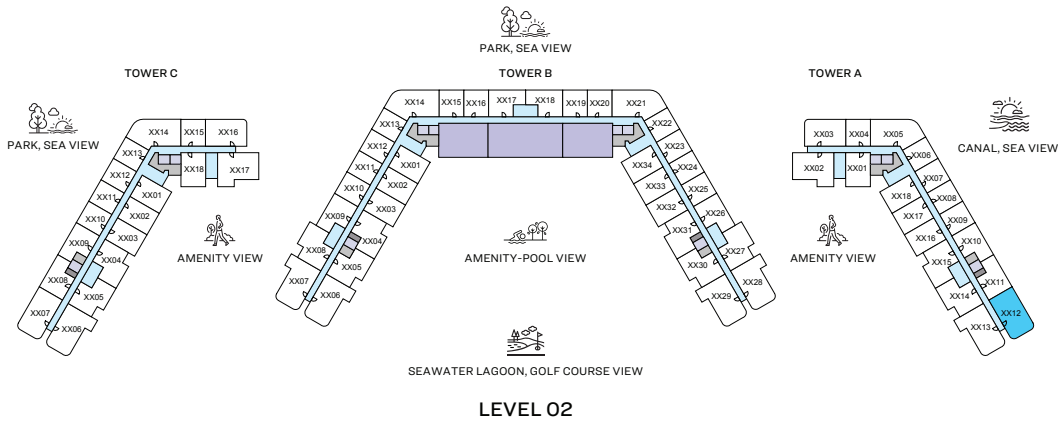 PARK, SEA VIEW
TOWER C
TOWER B
TOWER A
PARK, SEA VIEW
CANAL, SEA VIEW
XX14 XX15 XX16
XX13
XX12
XX11
XX10
XX09
XX08
XX07
XX18 XX17
XX01
XX02
XX03
XX04
XX05
XX06
AMENITY VIEW
XX14 XX15 XX16 XX17 XX18 XX19 XX20 XX21
XX13
XX12
XX11
XX10
XX09
XX08
XX07
XX01
XX02
XX03
XX04
XX05
XX06
XX22
XX23
XX24
XX25
XX26
XX27
XX28
XX34
XX33
XX32
XX31
XX30
XX29
AMENITY-POOL VIEW
XX03 XX04 XX05
XX02 XX01
XX06
XX07
XX08
XX09
XX10
XX11
XX12
XX18
XX17
XX16
XX15
XX14
XX13
AMENITY VIEW
SEAWATER LAGOON, GOLF COURSE VIEW
LEVEL 02